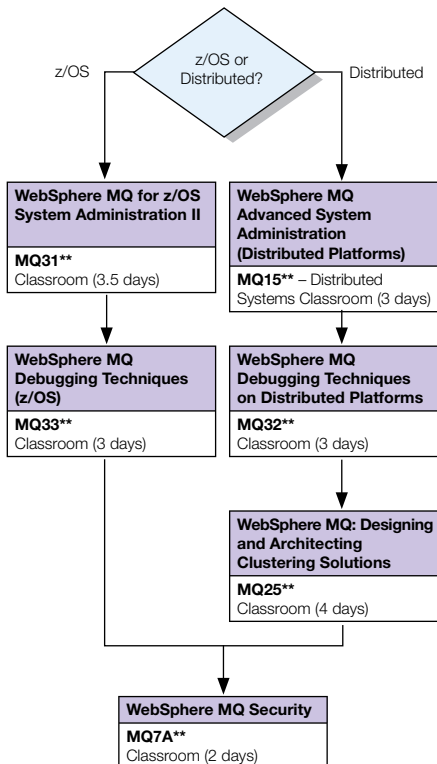 z/OS or
Distributed?
z/OS
Distributed
WebSphere MQ for z/OS
System Administration II
MQ31**
Classroom (3.5 days)
WebSphere MQ
Advanced System
Administration
(Distributed Platforms)
MQ15** – Distributed
Systems Classroom (3 days)
WebSphere MQ
Debugging Techniques
(z/OS)
MQ33**
Classroom (3 days)
WebSphere MQ
Debugging Techniques
on Distributed Platforms
MQ32**
Classroom (3 days)
WebSphere MQ: Designing
and Architecting
Clustering Solutions
MQ25**
Classroom (4 days)
WebSphere MQ Security
MQ7A**
Classroom (2 days)